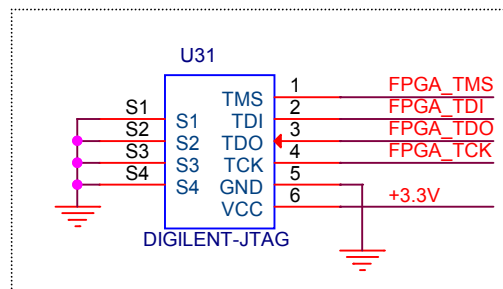 U31
1 FPGA_TMS
S1 S1 TMS 2 FPGA_TDI
S2 S2 TDI 3 FPGA_TDO
S3 S3 TDO 4 FPGA_TCK
S4 S4 TCK 5
GND 6 +3.3V
VCC
DIGILENT-JTAG